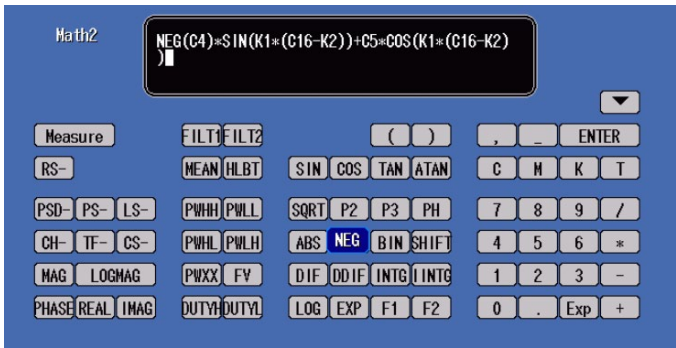 Math2
NEG(C4)*SIN(K1*(C16-K2))+C5*COS(K1*(C16-K2)
)
Measure FILT1 FILT2 ( ) , _ ENTER
RS- MEAN HLBT SIN COS TAN ATAN C M K T
PSD- PS- LS- PWHH PWLL SQRT P2 P3 PH 7 8 9 /
CH- TF- CS- PWHL PWLH ABS NEG BIN SHIFT 4 5 6 *
MAG LOGMAG PWXX FV DIF DDIF INTG IINTG 1 2 3 -
PHASE REAL IMAG DUTYH DUTYL LOG EXP F1 F2 0 . Exp +